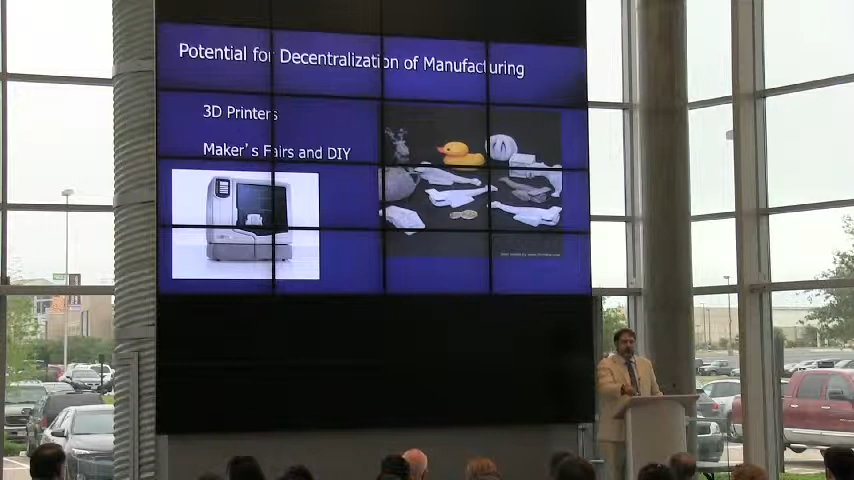 Potential for Decentralization of Manufacturing
3D Printers
Maker's Fairs and DIY